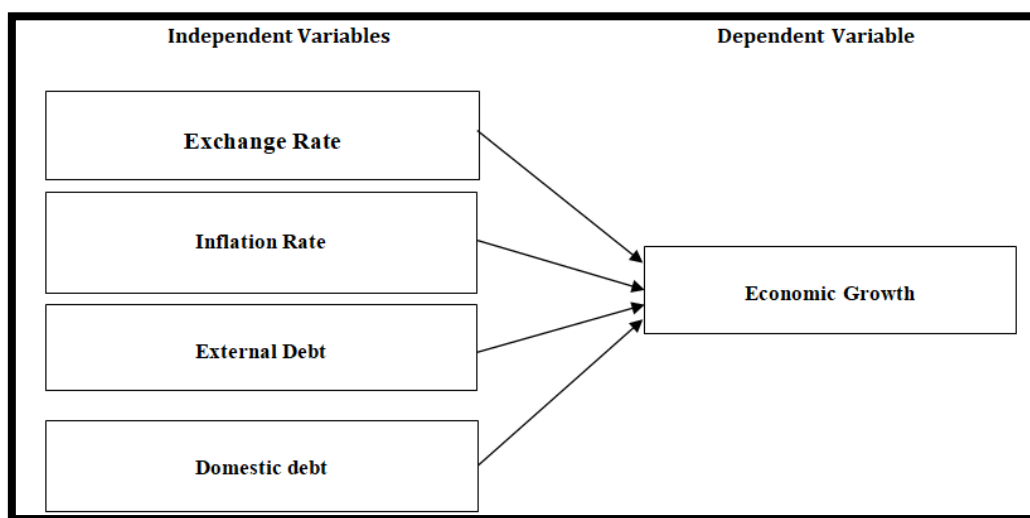 Independent Variables
Dependent Variable
Exchange Rate
Inflation Rate
External Debt
Domestic debt
Economic Growth